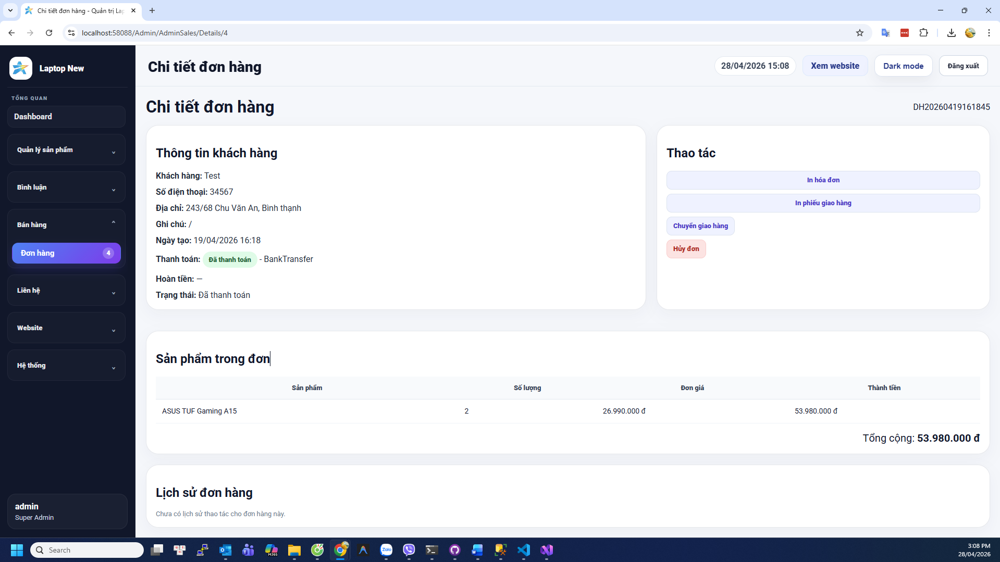 Chi tiết đơn hàng - Quản trị Lap
localhost:58088/Admin/AdminSales/Details/4
Laptop New
TỔNG QUAN
Dashboard
Quản lý sản phẩm
Bình luận
Bán hàng
Đơn hàng 4
Liên hệ
Website
Hệ thống
admin
Super Admin
Chi tiết đơn hàng
28/04/2026 15:08
Xem website
Dark mode
Đăng xuất
Chi tiết đơn hàng
DH20260419161845
Thông tin khách hàng
Khách hàng: Test
Số điện thoại: 34567
Địa chỉ: 243/68 Chu Văn An, Bình thạnh
Ghi chú: /
Ngày tạo: 19/04/2026 16:18
Thanh toán: Đã thanh toán - BankTransfer
Hoàn tiền: —
Trạng thái: Đã thanh toán
Thao tác
In hóa đơn
In phiếu giao hàng
Chuyển giao hàng
Hủy đơn
Sản phẩm trong đơn
Sản phẩm Số lượng Đơn giá Thành tiền
ASUS TUF Gaming A15 2 26.990.000 đ 53.980.000 đ
Tổng cộng: 53.980.000 đ
Lịch sử đơn hàng
Chưa có lịch sử thao tác cho đơn hàng này.
Search
M365
Zalo
3:08 PM
28/04/2026